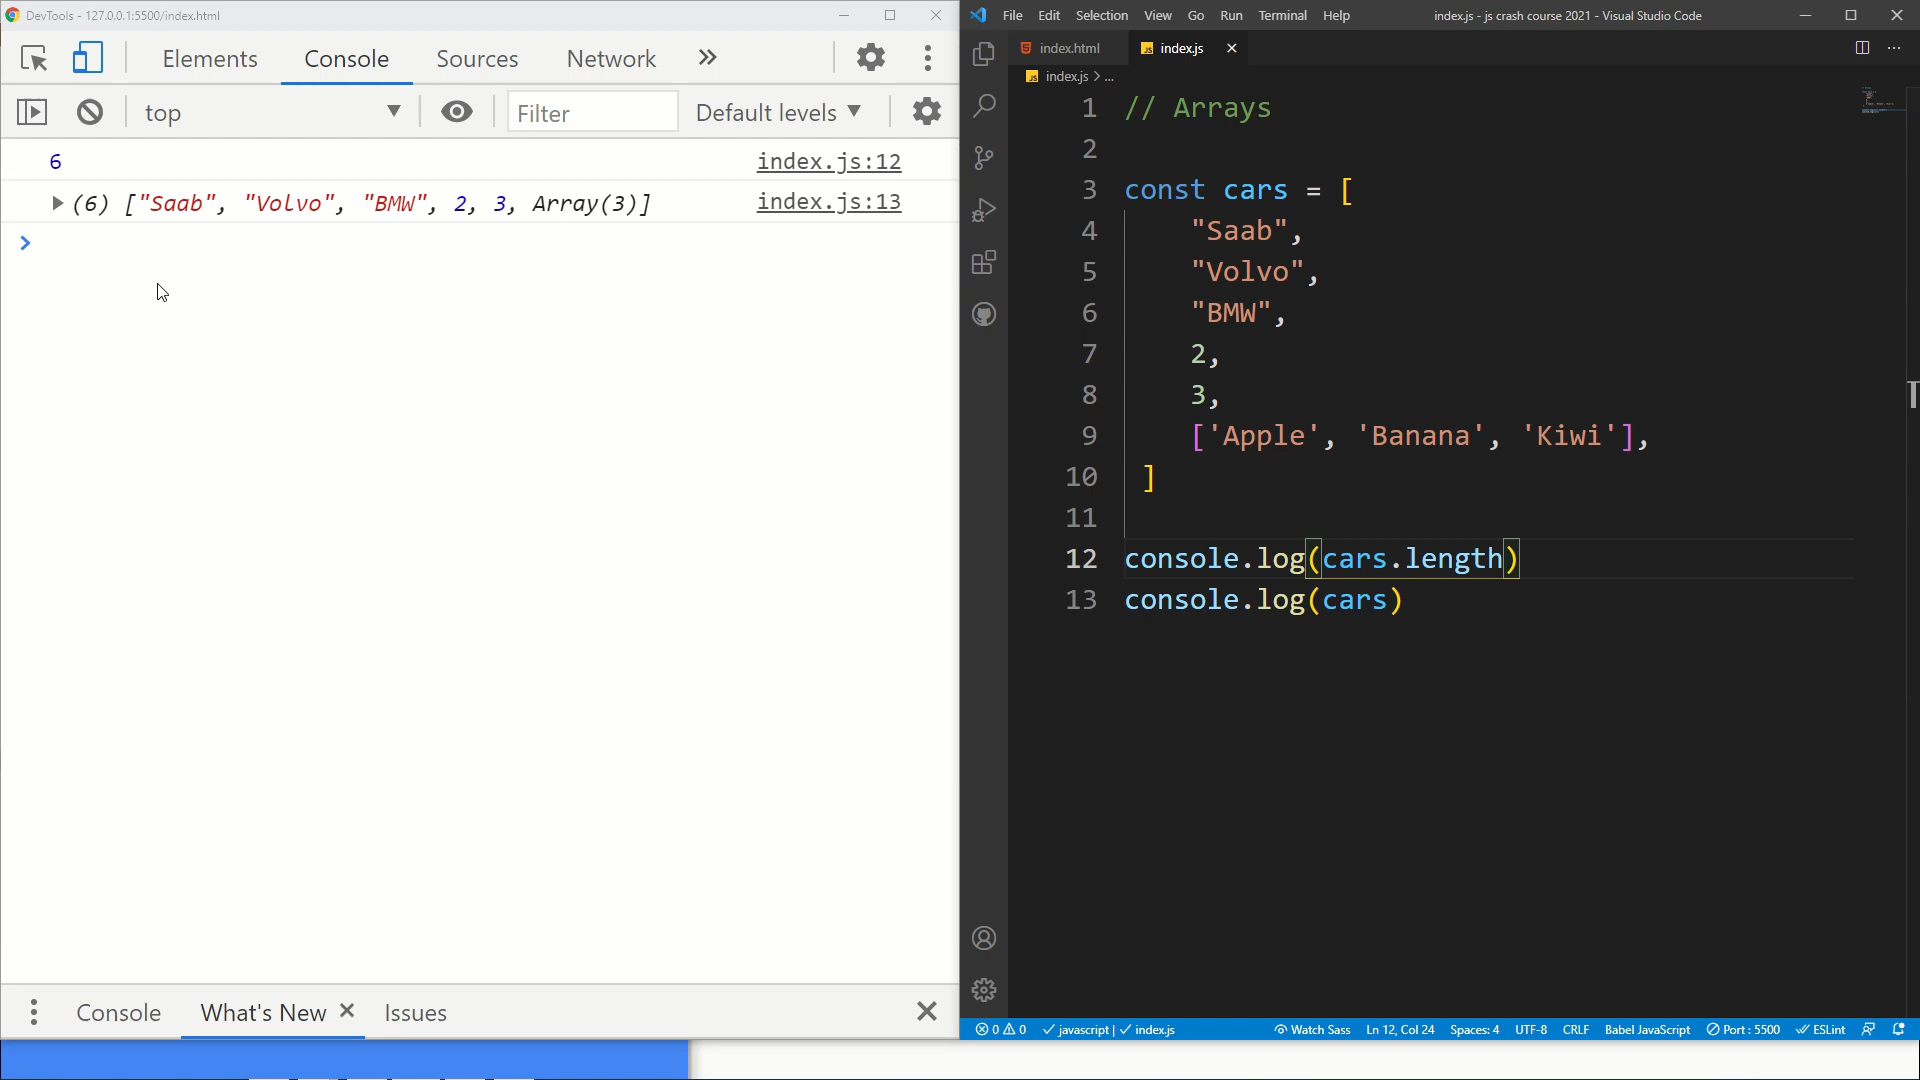 DevTools - 127.0.0.1:5500/index.html
Elements Console Sources Network
top Filter Default levels
6 index.js:12
(6) ["Saab", "Volvo", "BMW", 2, 3, Array(3)] index.js:13
Console What's New Issues
File Edit Selection View Go Run Terminal Help index.js - js crash course 2021 - Visual Studio Code
index.html index.js
index.js > ...
1 // Arrays
2
3 const cars = [
4 "Saab",
5 "Volvo",
6 "BMW",
7 2,
8 3,
9 ['Apple', 'Banana', 'Kiwi'],
10 ]
11
12 console.log(cars.length)
13 console.log(cars)
0 0 javascript | index.js Watch Sass Ln 12, Col 24 Spaces: 4 UTF-8 CRLF Babel JavaScript Port : 5500 ESLint